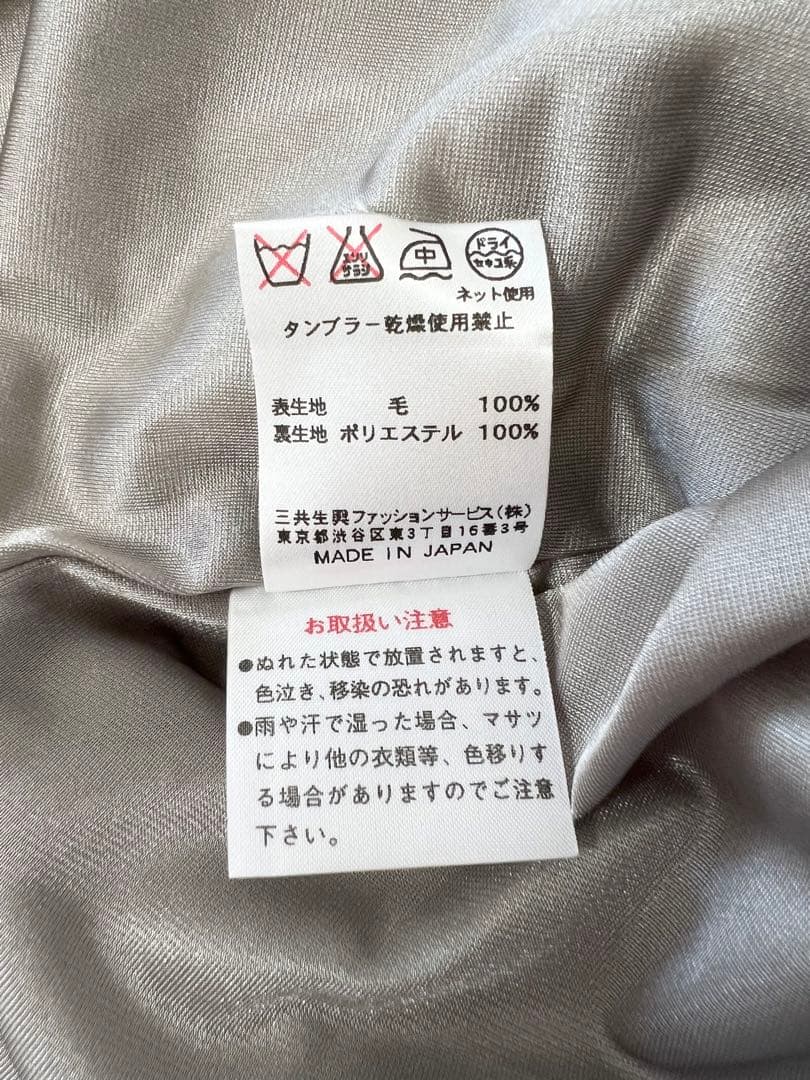 エンソ
サラシ
中
ドライ
セキユ系
ネット使用
タンブラー乾燥使用禁止
表生地 毛 100%
裏生地 ポリエステル 100%
三共生興ファッションサービス(株)
東京都渋谷区東3丁目16番3号
MADE IN JAPAN
お取扱い注意
●ぬれた状態で放置されますと、
色泣き、移染の恐れがあります。
●雨や汗で湿った場合、マサツ
により他の衣類等、色移りす
る場合がありますのでご注意
下さい。